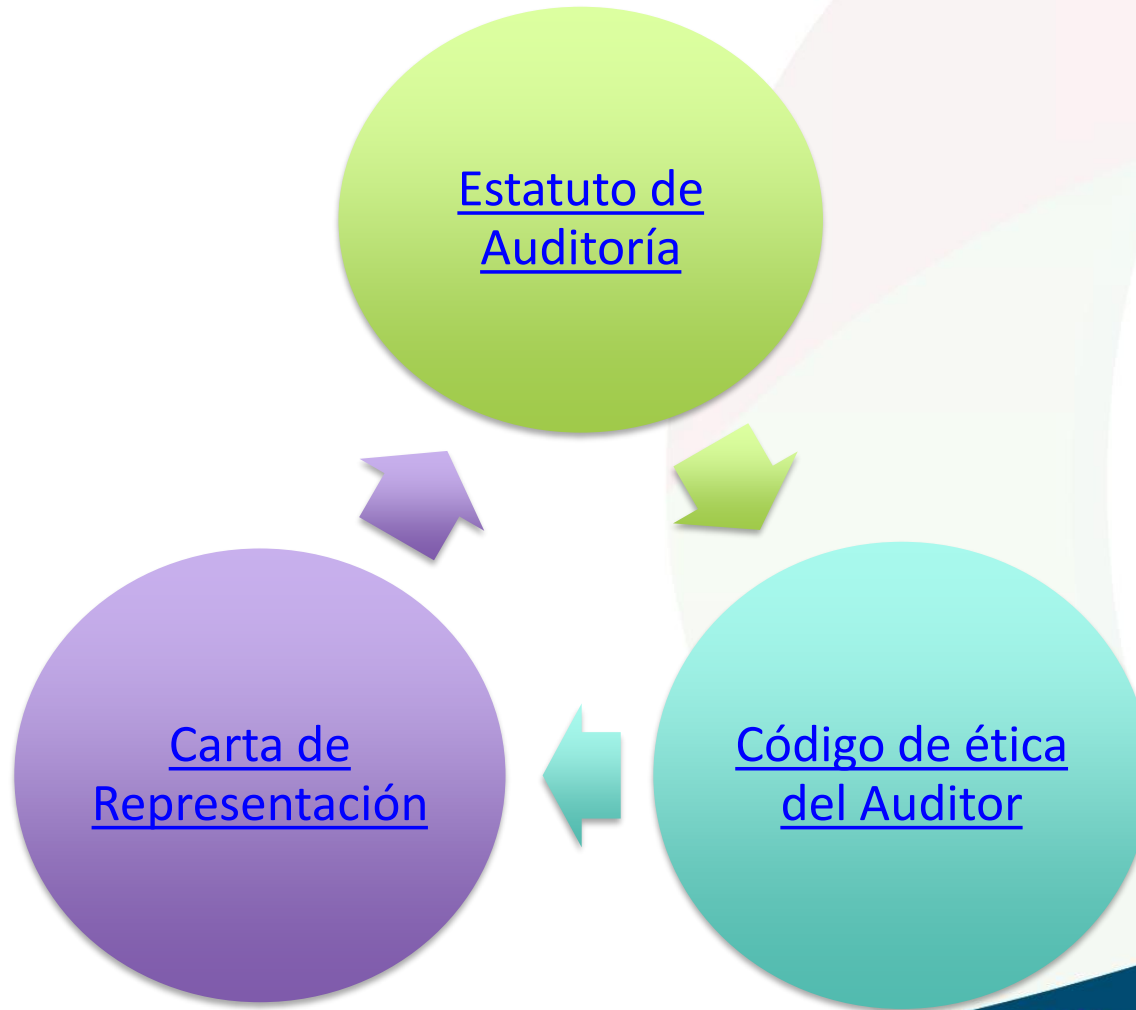 Estatuto de
Auditoría
Carta de
Representación
Código de ética
del Auditor